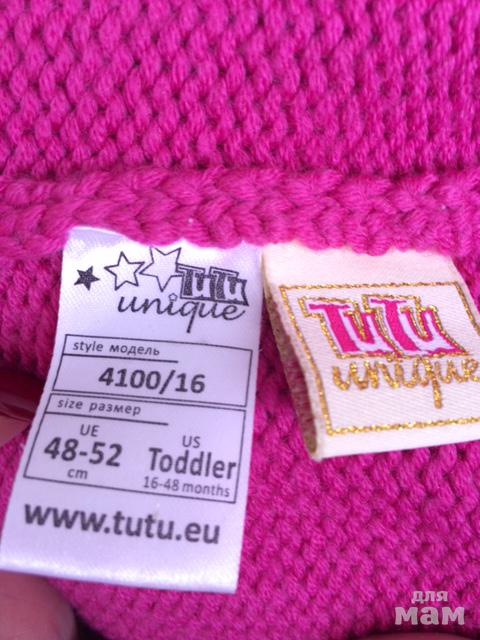 TuTu
unique
style модель
4100/16
size размер
UE
48-52
cm
US
Toddler
16-48 months
www.tutu.eu
TuTu
unique
для
мам